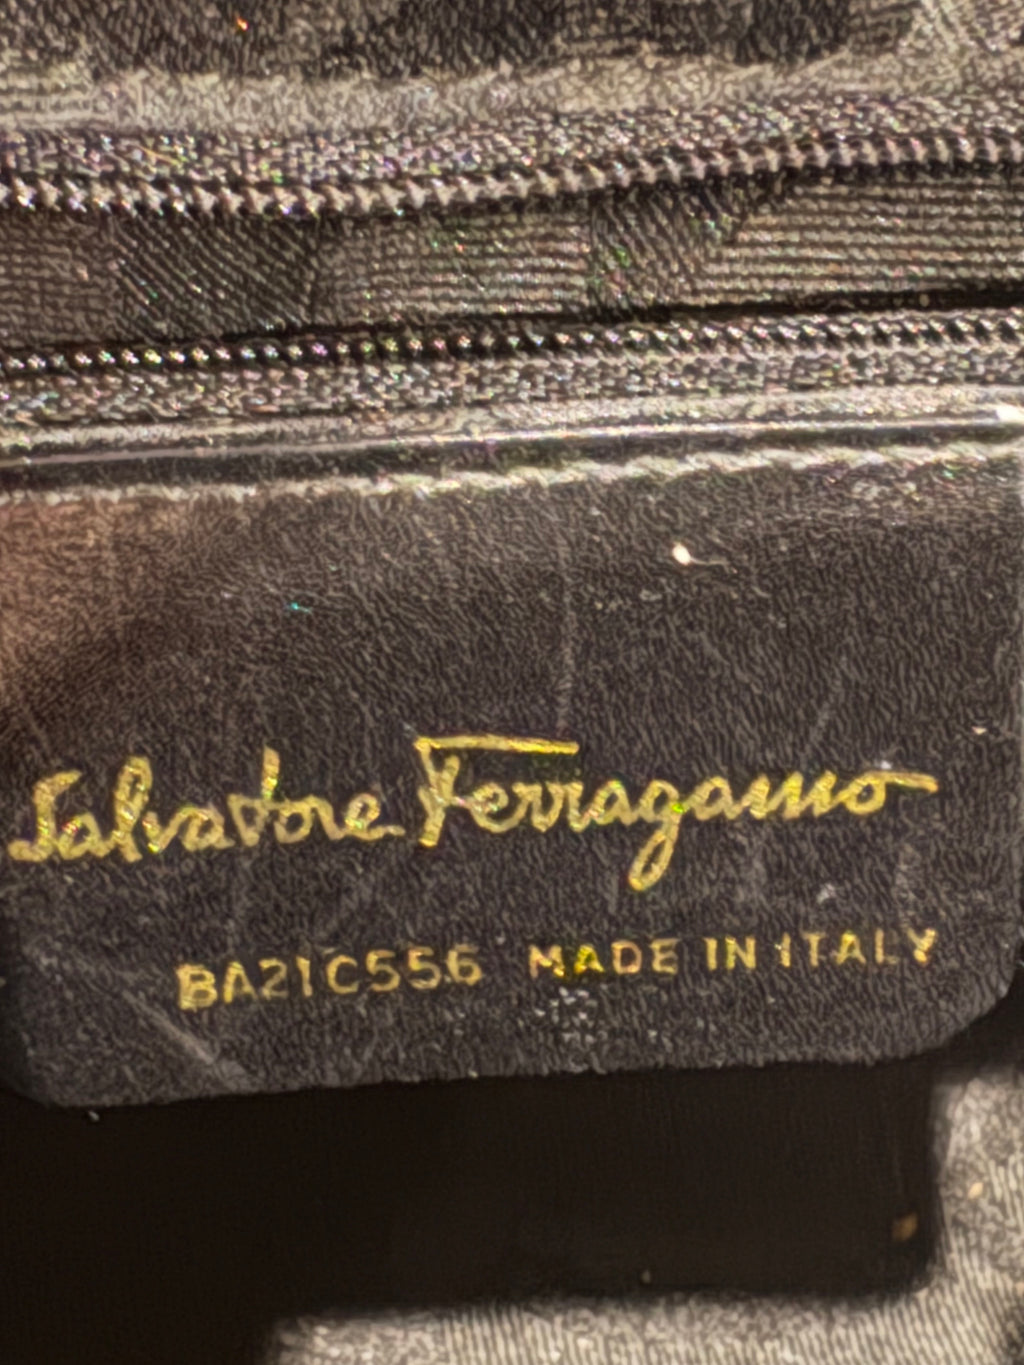 Salvatore Ferragamo
BA21C556 MADE IN ITALY